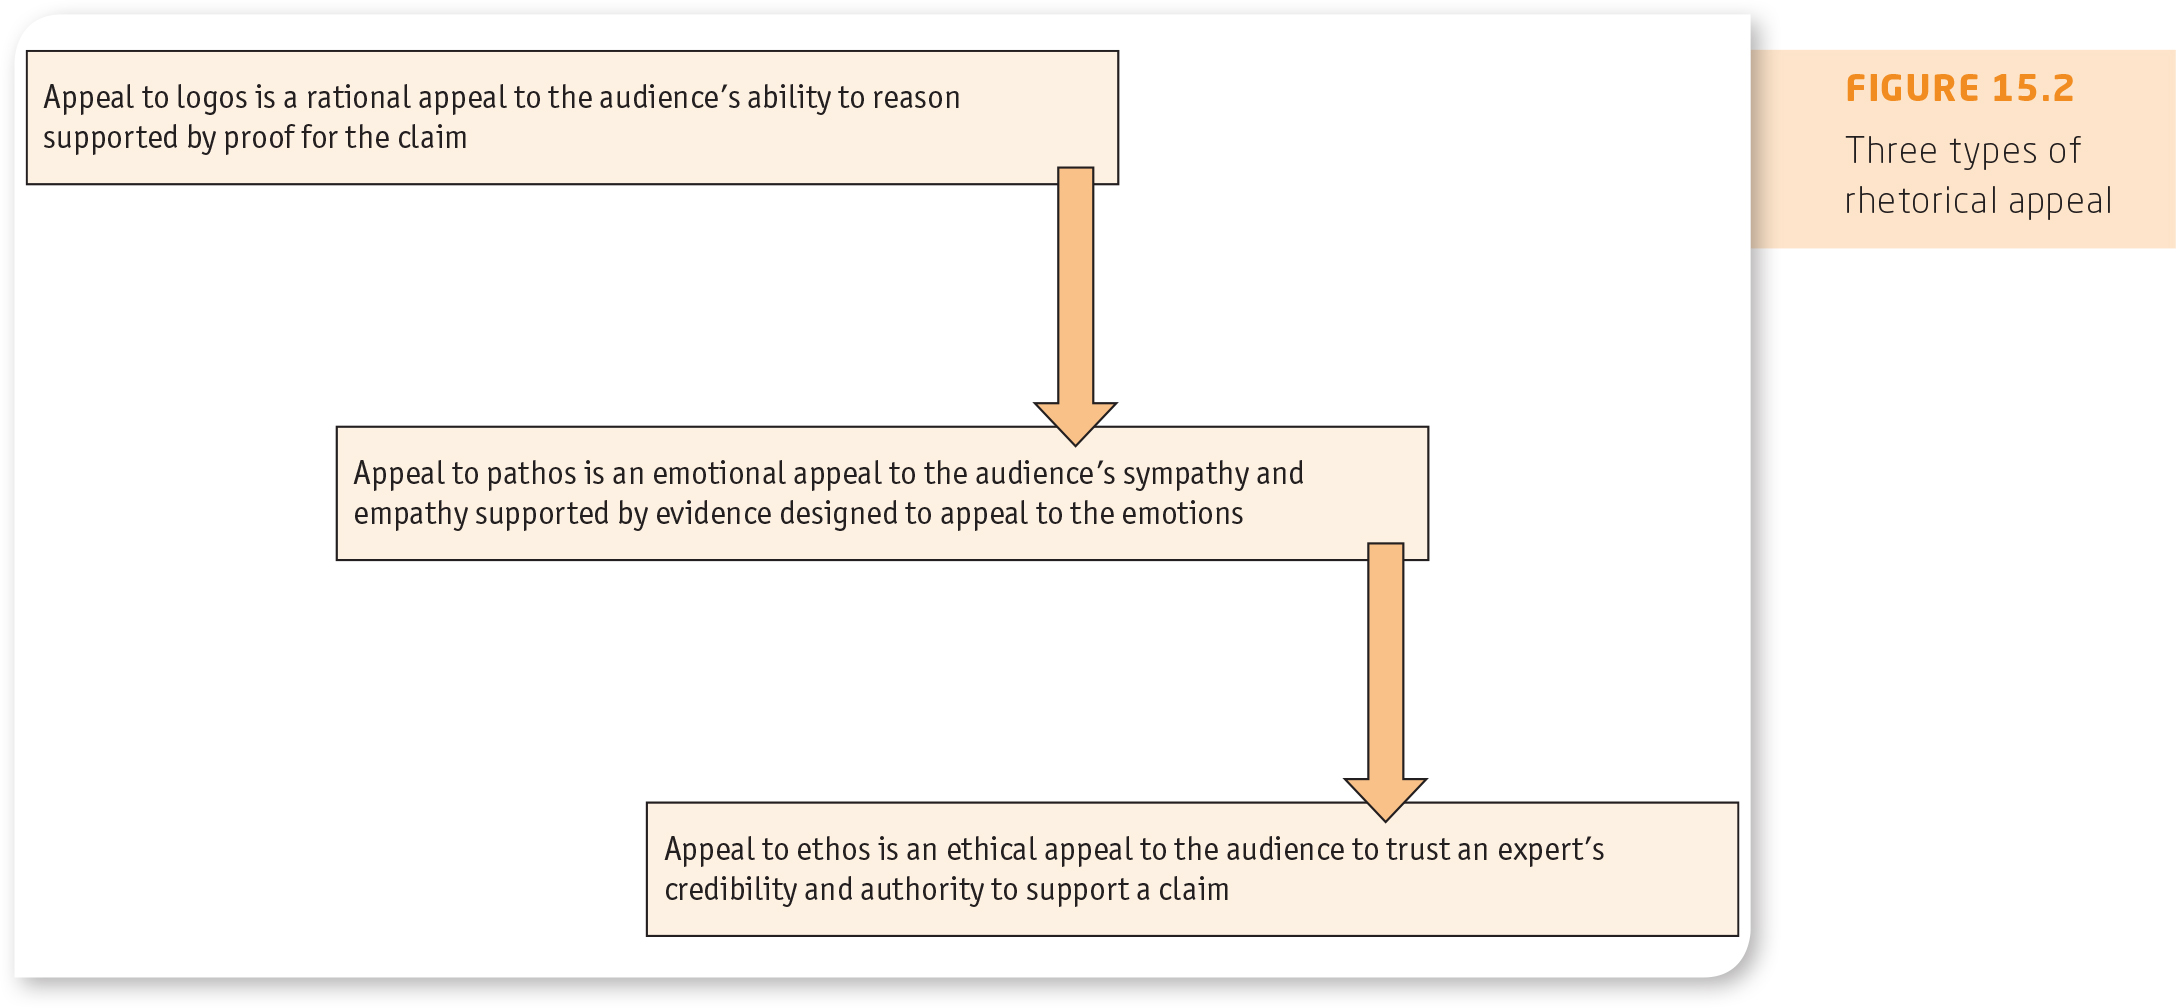 Appeal to logos is a rational appeal to the audience’s ability to reason
supported by proof for the claim
Appeal to pathos is an emotional appeal to the audience’s sympathy and
empathy supported by evidence designed to appeal to the emotions
Appeal to ethos is an ethical appeal to the audience to trust an expert’s
credibility and authority to support a claim
FIGURE 15.2
Three types of
rhetorical appeal